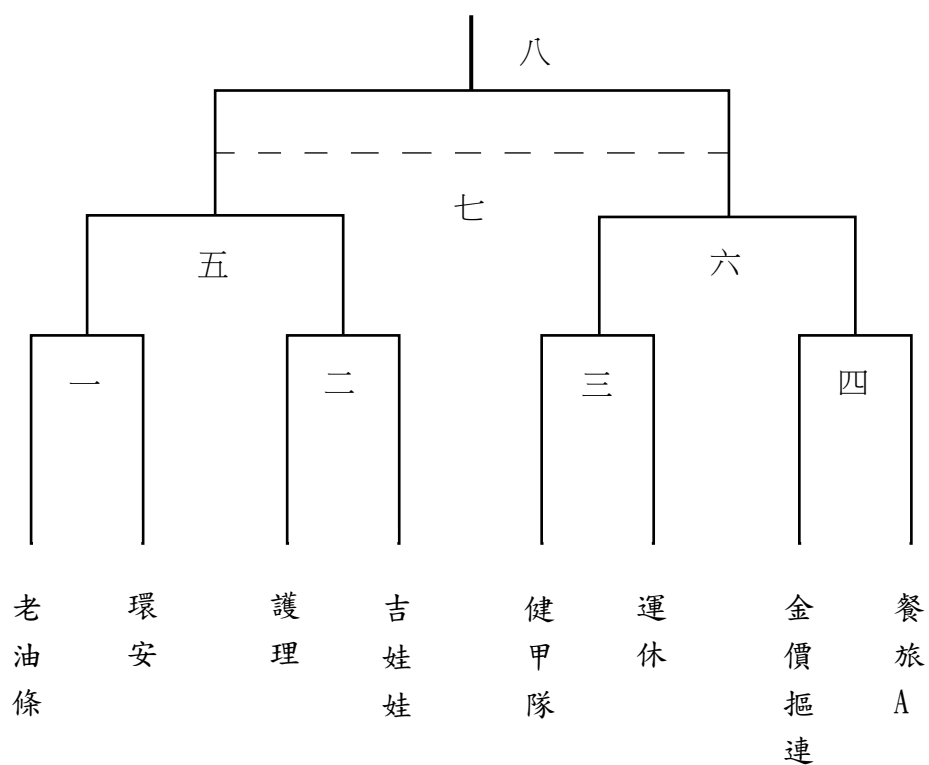 八
七
五
六
一
二
三
四
老油條
環安
護理
吉娃娃
健甲隊
運休
金價摳連
餐旅A